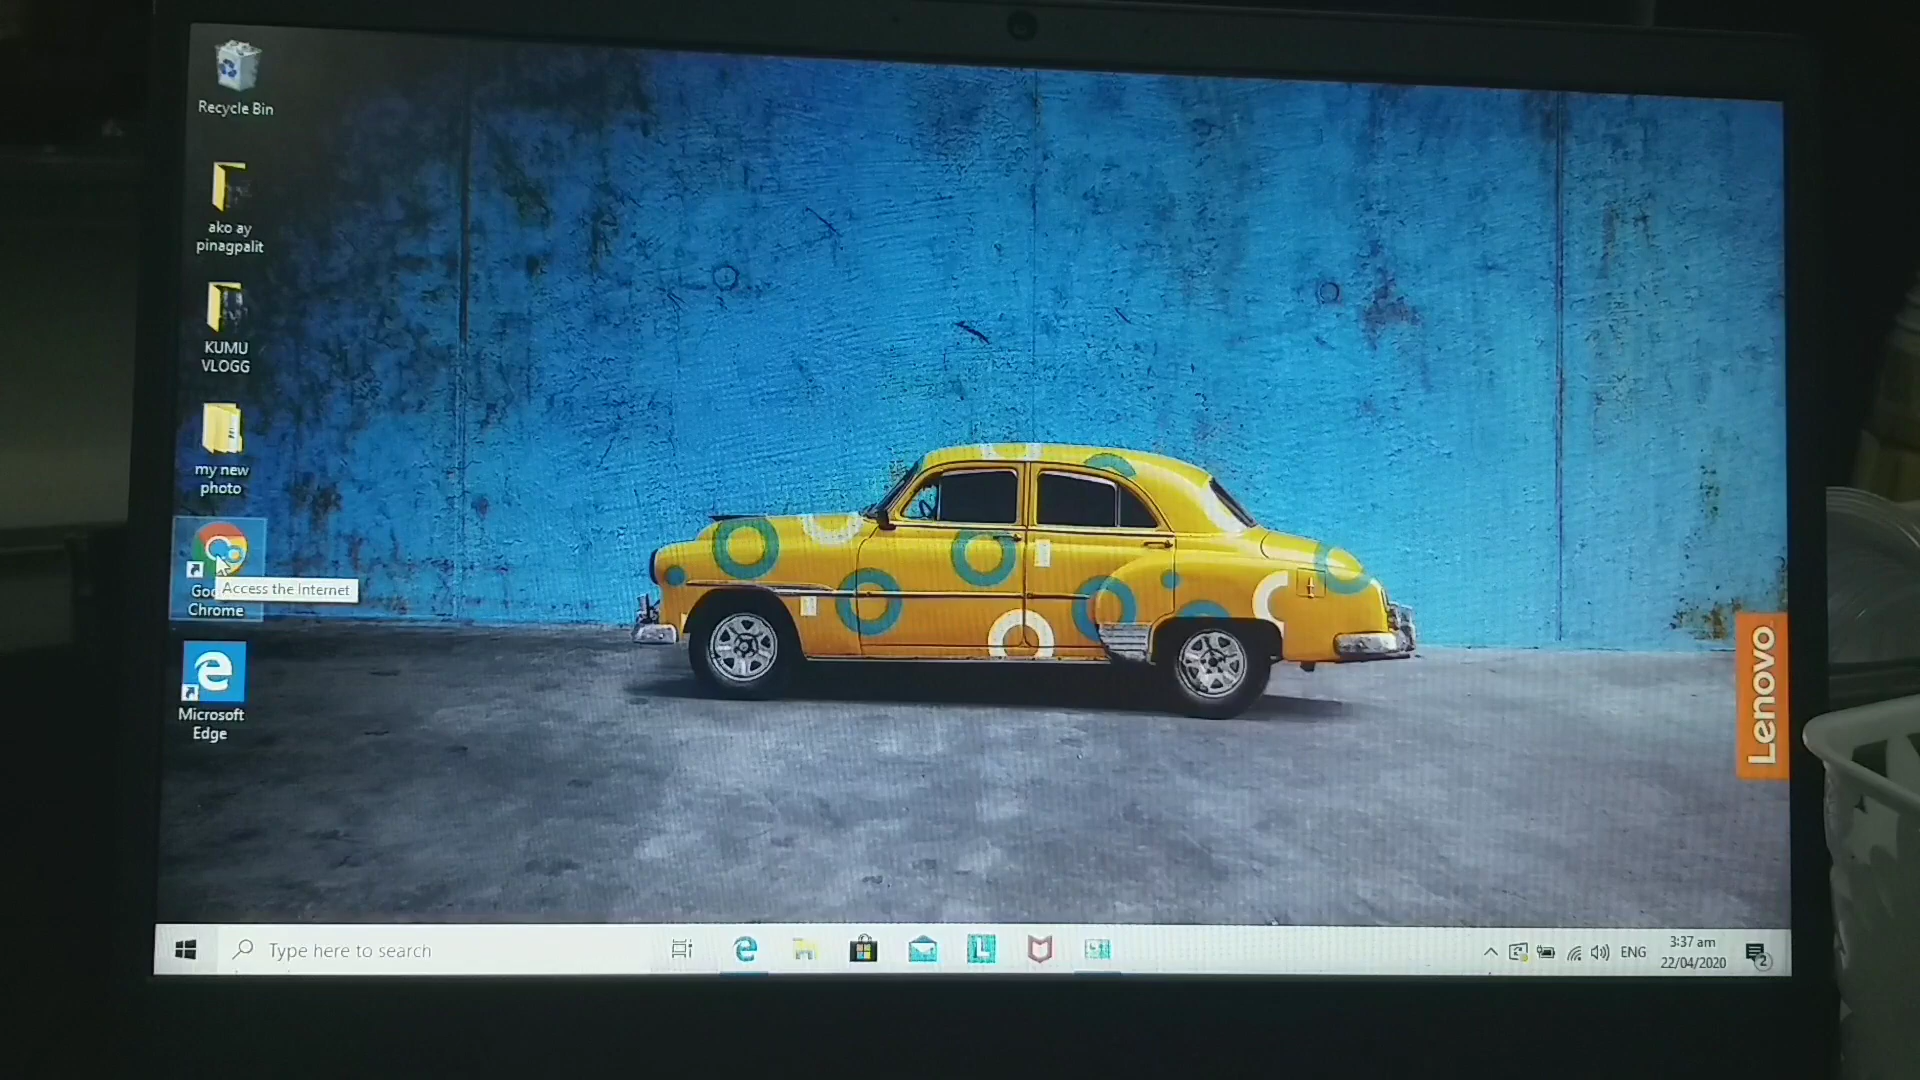 Recycle Bin
ako ay
pinagpalit
KUMU
VLOGG
my new
photo
Goo
Access the Internet
Chrome
Microsoft
Edge
Lenovo
Type here to search
ENG
3:37 am
22/04/2020
2